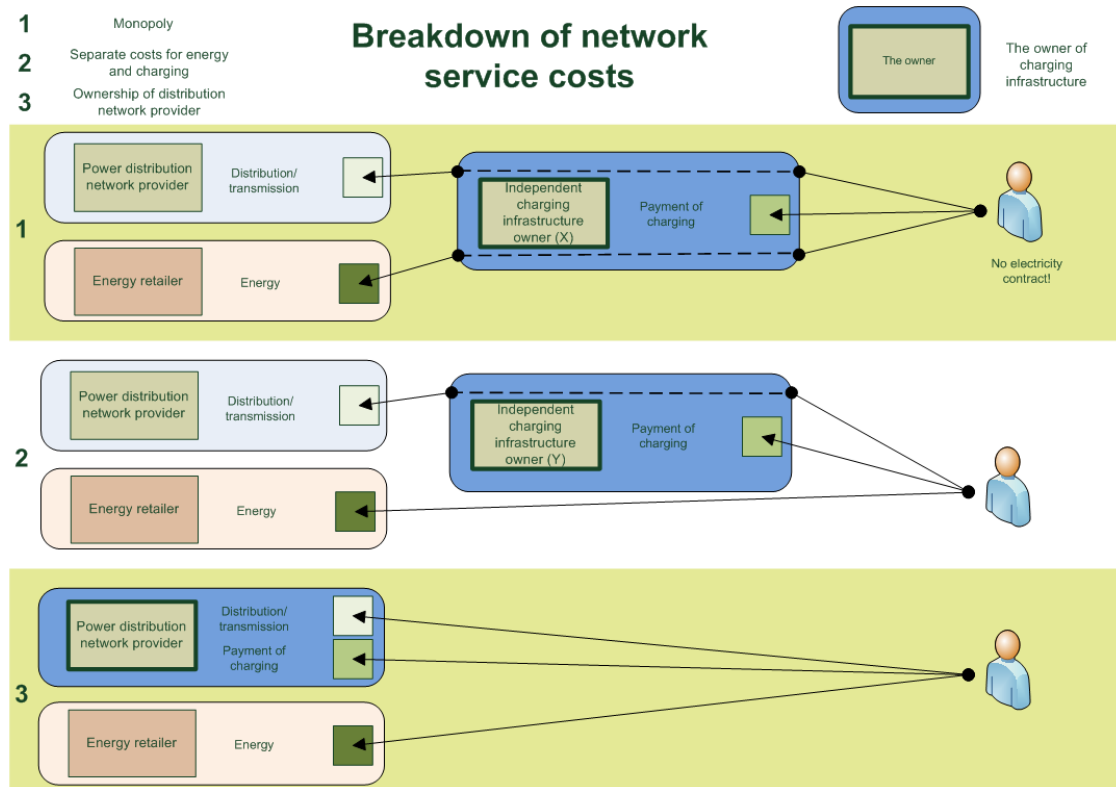 1 Monopoly
2 Separate costs for energy
and charging
3 Ownership of distribution
network provider
Breakdown of network
service costs
The owner
The owner of
charging
infrastructure
1
Power distribution
network provider
Distribution/
transmission
Independent
charging
infrastructure
owner (X)
Payment of
charging
Energy retailer
Energy
No electricity
contract!
2
Power distribution
network provider
Distribution/
transmission
Independent
charging
infrastructure
owner (Y)
Payment of
charging
Energy retailer
Energy
3
Power distribution
network provider
Distribution/
transmission
Payment of
charging
Energy retailer
Energy